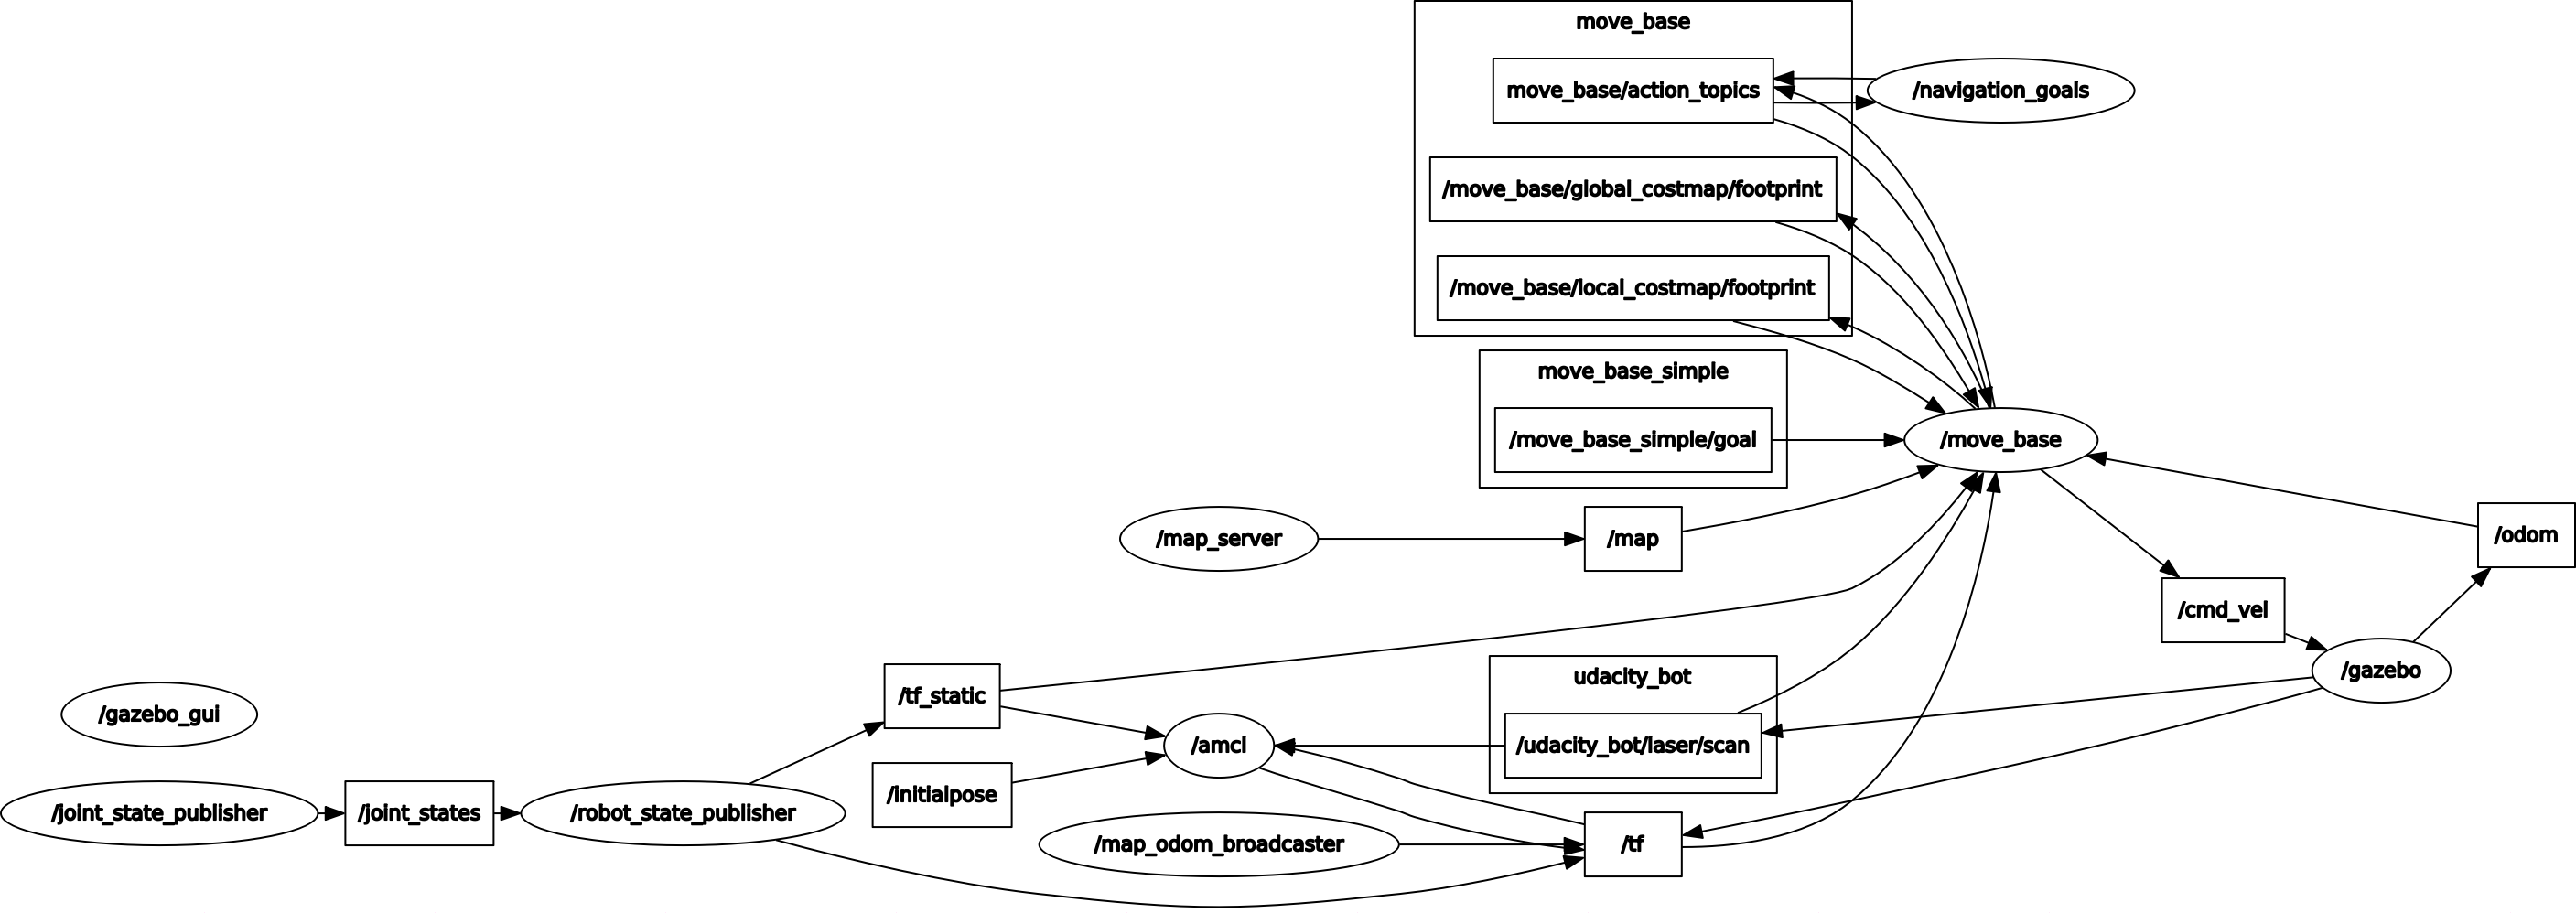 move_base
move_base/action_topics
/navigation_goals
/move_base/global_costmap/footprint
/move_base/local_costmap/footprint
move_base_simple
/move_base_simple/goal
/move_base
/map_server
/map
/odom
/cmd_vel
/gazebo
/tf_static
udacity_bot
/gazebo_gui
/amcl
/udacity_bot/laser/scan
/initialpose
/joint_state_publisher
/joint_states
/robot_state_publisher
/map_odom_broadcaster
/tf